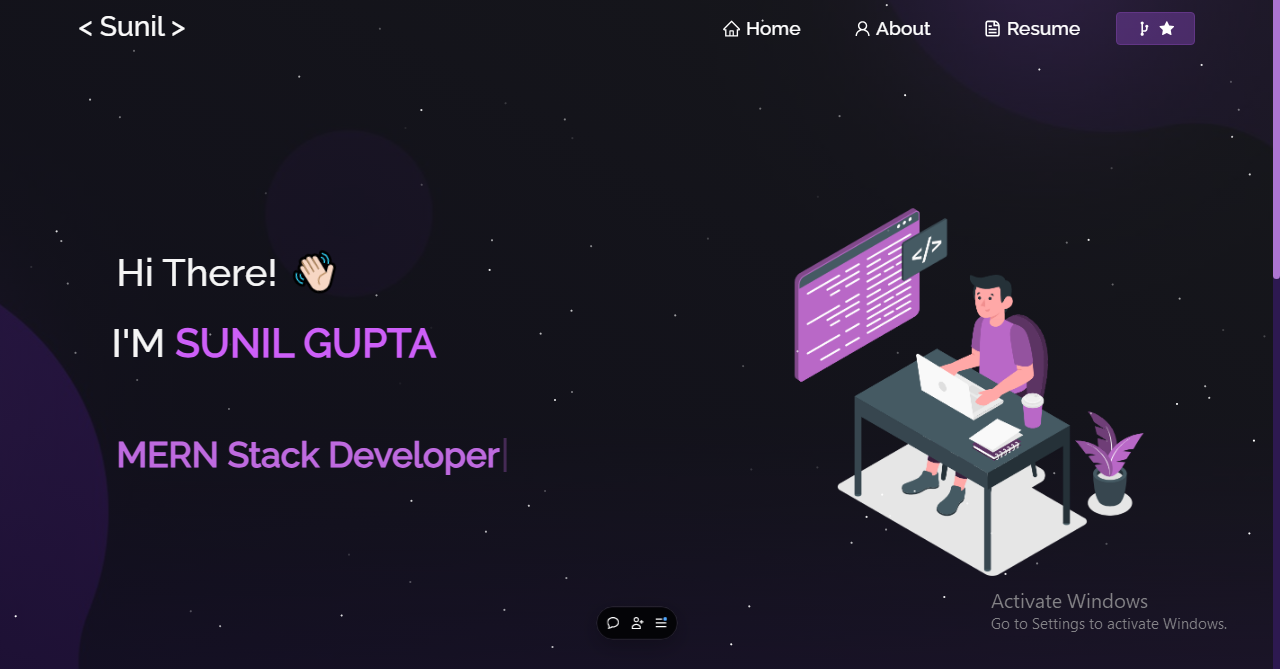 < Sunil >
Home
About
Resume
</>
Hi There! 👋🏻
I'M SUNIL GUPTA
MERN Stack Developer|
Activate Windows
Go to Settings to activate Windows.